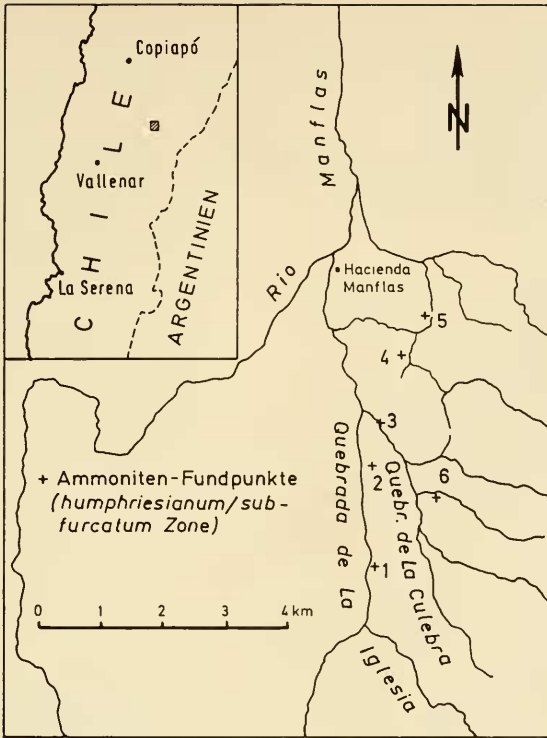 Copiapó
CHILE
Vallenar
La Serena
ARGENTINIEN
N
Rio Manflas
Hacienda
Manflas
5
4
3
6
2
1
+ Ammoniten-Fundpunkte
(humphriesianum/sub-
furcatum Zone)
Quebrada de La Iglesia
Quebr. de La Culebra
0 1 2 3 4 km